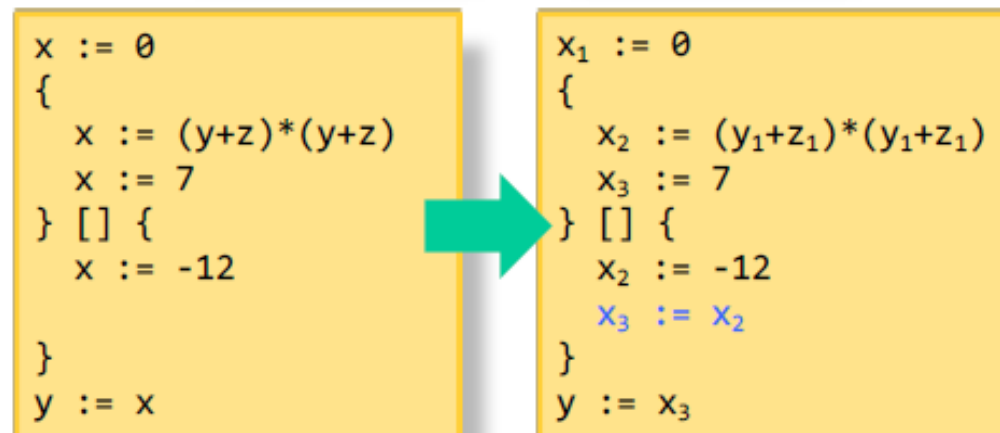 x := 0
{
x := (y+z)*(y+z)
x := 7
} [] {
x := -12
}
y := x
x₁ := 0
{
x₂ := (y₁+z₁)*(y₁+z₁)
x₃ := 7
} [] {
x₂ := -12
x₃ := x₂
}
y := x₃